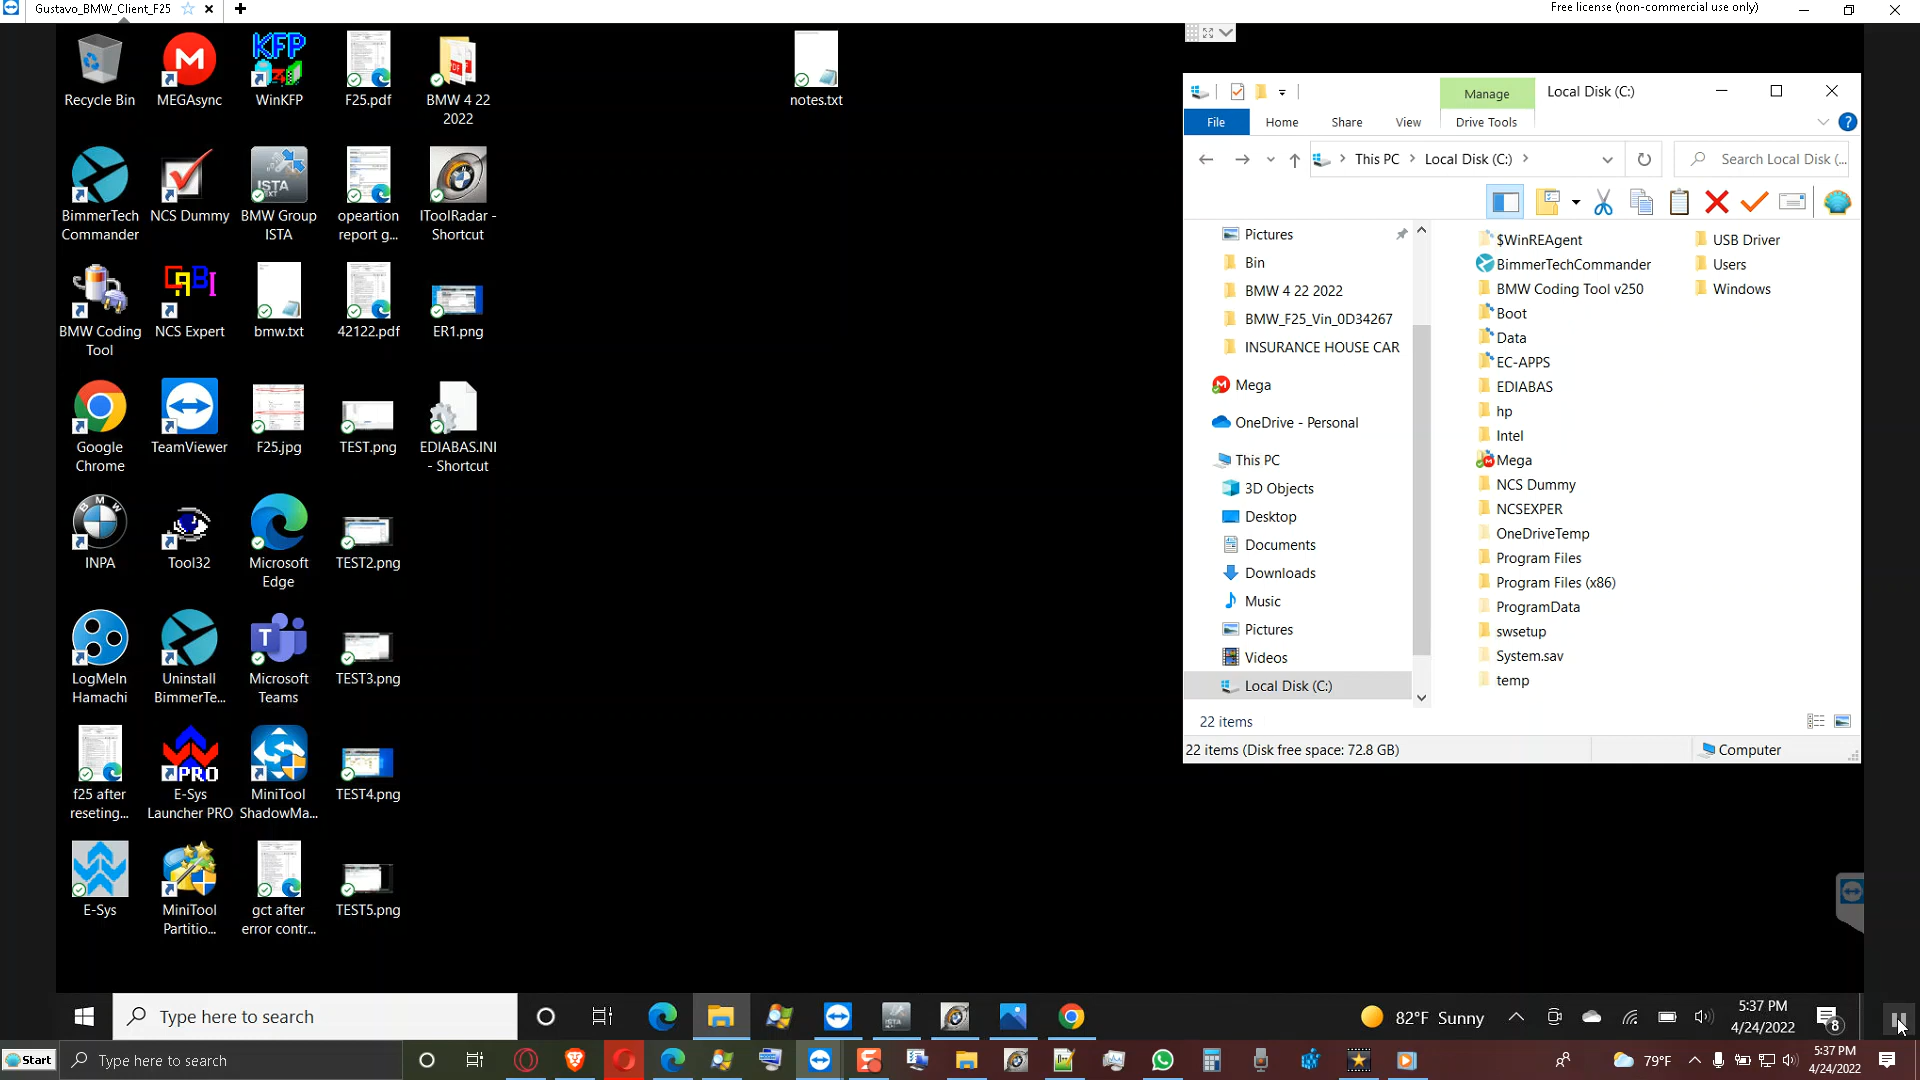 Gustavo_BMW_Client_F25
Free license (non-commercial use only)
Recycle Bin
MEGAsync
WinKFP
F25.pdf
BMW 4 22
2022
notes.txt
BimmerTech
Commander
NCS Dummy
BMW Group
ISTA
opeartion
report g...
IToolRadar -
Shortcut
BMW Coding
Tool
NCS Expert
bmw.txt
42122.pdf
ER1.png
Google
Chrome
TeamViewer
F25.jpg
TEST.png
EDIABAS.INI
- Shortcut
INPA
Tool32
Microsoft
Edge
TEST2.png
LogMeIn
Hamachi
Uninstall
BimmerTe...
Microsoft
Teams
TEST3.png
f25 after
reseting...
E-Sys
Launcher PRO
MiniTool
ShadowMa...
TEST4.png
E-Sys
MiniTool
Partitio...
gct after
error contr...
TEST5.png
Manage
Local Disk (C:)
File
Home
Share
View
Drive Tools
This PC
Local Disk (C:)
Search Local Disk (...
Pictures
Bin
BMW 4 22 2022
BMW_F25_Vin_0D34267
INSURANCE HOUSE CAR
Mega
OneDrive - Personal
This PC
3D Objects
Desktop
Documents
Downloads
Music
Pictures
Videos
Local Disk (C:)
$WinREAgent
BimmerTechCommander
BMW Coding Tool v250
Boot
Data
EC-APPS
EDIABAS
hp
Intel
Mega
NCS Dummy
NCSEXPER
OneDriveTemp
Program Files
Program Files (x86)
ProgramData
swsetup
System.sav
temp
USB Driver
Users
Windows
22 items
22 items (Disk free space: 72.8 GB)
Computer
Type here to search
82°F Sunny
5:37 PM
4/24/2022
8
Start
Type here to search
79°F
5:37 PM
4/24/2022